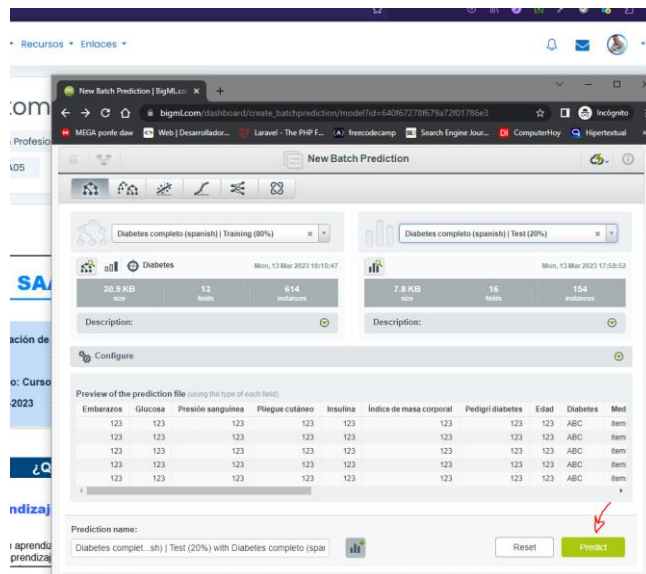 Recursos Enlaces
New Batch Prediction | BigML.co
bigml.com/dashboard/create_batchprediction/model?id=640f67278f679a72f01786e3
Incógnito
MEGA ponfe daw Web | Desarrollador... Laravel - The PHP F... freecodecamp Search Engine Jour... ComputerHoy Hipertextual
om
Profesio
A05
New Batch Prediction
Diabetes completo (spanish) | Training (80%)
Diabetes completo (spanish) | Test (20%)
Diabetes
Mon, 13 Mar 2023 18:10:47
Mon, 13 Mar 2023 17:59:52
SA
30.9 KB 13 614
size fields instances
7.8 KB 16 154
size fields instances
Description:
Description:
ación de
Configure
o: Curso
2023
Preview of the prediction file (using the type of each field)
Embarazos Glucosa Presión sanguínea Pliegue cutáneo Insulina Índice de masa corporal Pedigrí diabetes Edad Diabetes Med
123 123 123 123 123 123 123 123 ABC item
123 123 123 123 123 123 123 123 ABC item
123 123 123 123 123 123 123 123 ABC item
123 123 123 123 123 123 123 123 ABC item
123 123 123 123 123 123 123 123 ABC item
¿Q
ndizaj
Prediction name:
Diabetes complet...sh) | Test (20%) with Diabetes completo (spai
Reset
Predict
aprendiz
prendizaj